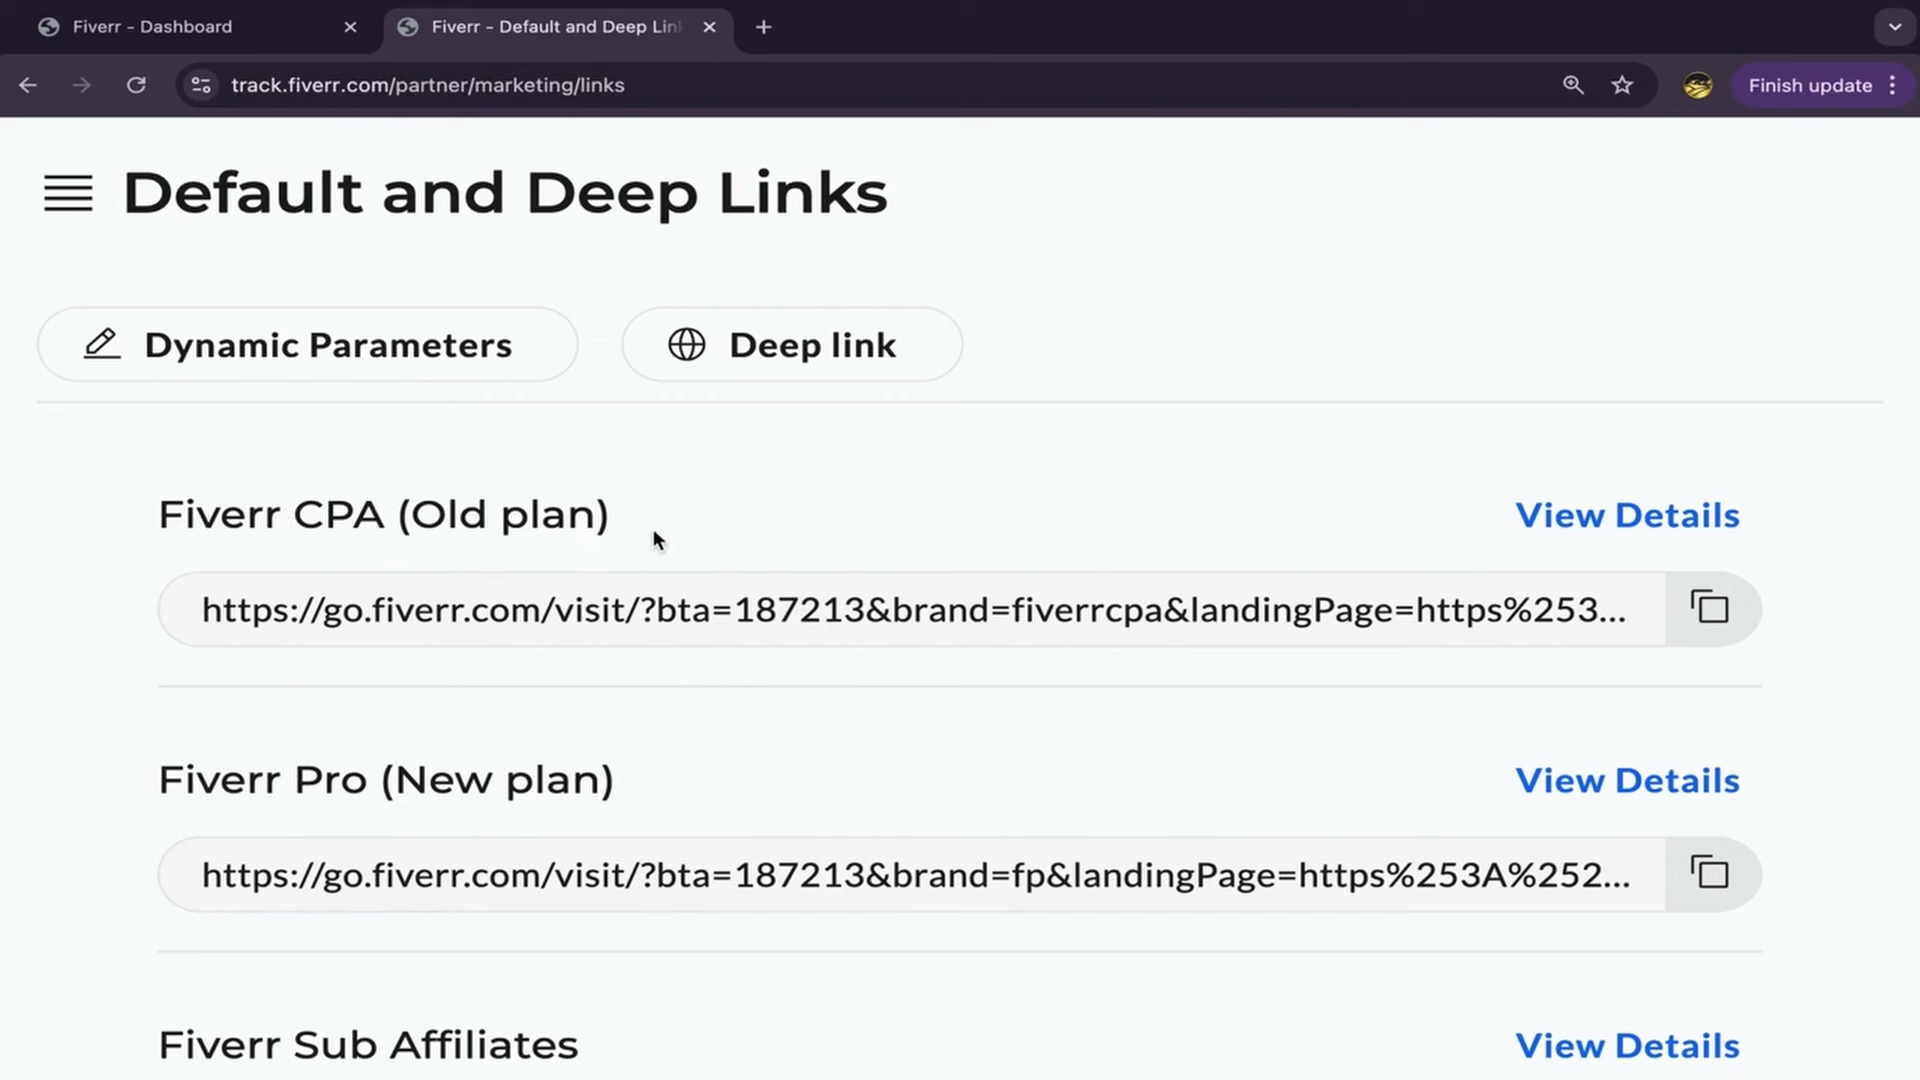 Fiverr - Dashboard
Fiverr - Default and Deep Lin
track.fiverr.com/partner/marketing/links
Finish update
Default and Deep Links
Dynamic Parameters
Deep link
Fiverr CPA (Old plan)
View Details
https://go.fiverr.com/visit/?bta=187213&brand=fiverrcpa&landingPage=https%253...
Fiverr Pro (New plan)
View Details
https://go.fiverr.com/visit/?bta=187213&brand=fp&landingPage=https%253A%252...
Fiverr Sub Affiliates
View Details